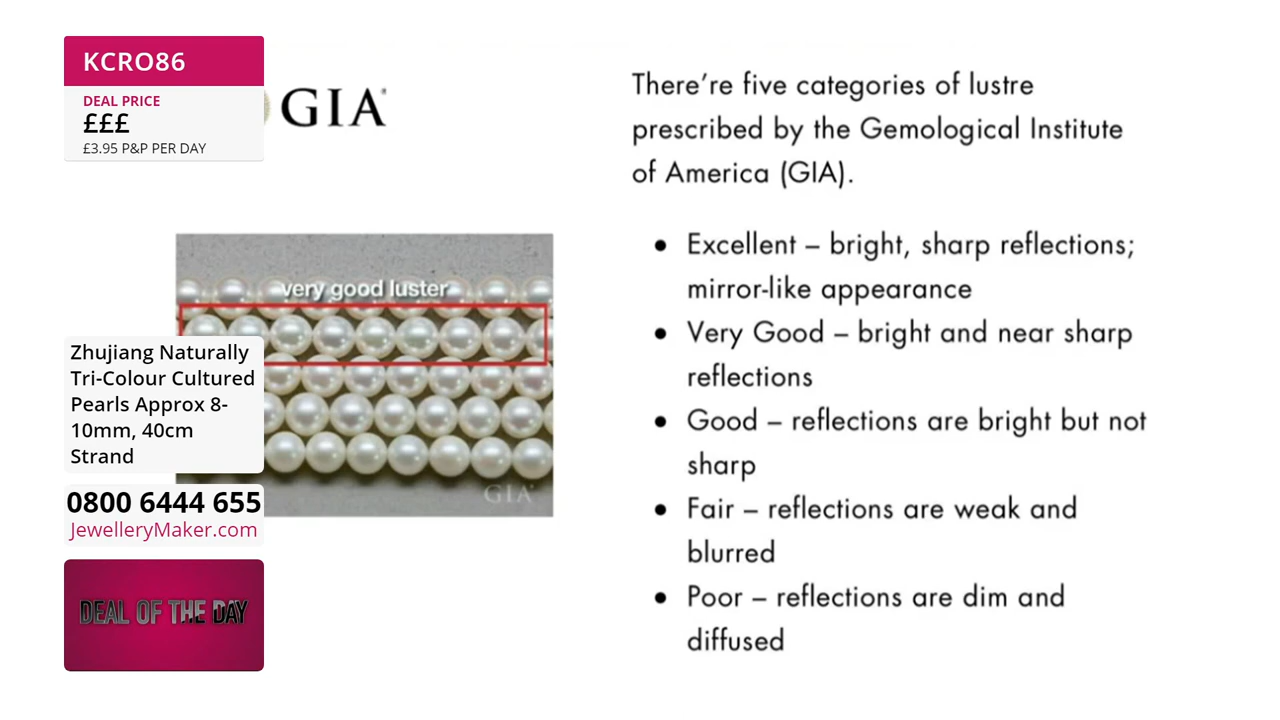 KCRO86
DEAL PRICE
£££
£3.95 P&P PER DAY
GIA
very good luster
GIA
Zhujiang Naturally
Tri-Colour Cultured
Pearls Approx 8-
10mm, 40cm
Strand
0800 6444 655
JewelleryMaker.com
DEAL OF THE DAY
There’re five categories of lustre
prescribed by the Gemological Institute
of America (GIA).
• Excellent – bright, sharp reflections;
mirror-like appearance
• Very Good – bright and near sharp
reflections
• Good – reflections are bright but not
sharp
• Fair – reflections are weak and
blurred
• Poor – reflections are dim and
diffused